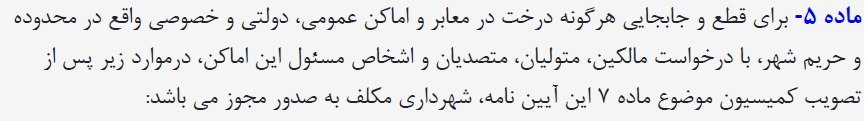 ماده ۵- برای قطع و جابجایی هرگونه درخت در معابر و اماکن عمومی، دولتی و خصوصی واقع در محدوده
و حریم شهر، با درخواست مالکین، متولیان، متصدیان و اشخاص مسئول این اماکن، درموارد زیر پس از
تصویب کمیسیون موضوع ماده ۷ این آیین نامه، شهرداری مکلف به صدور مجوز می باشد: